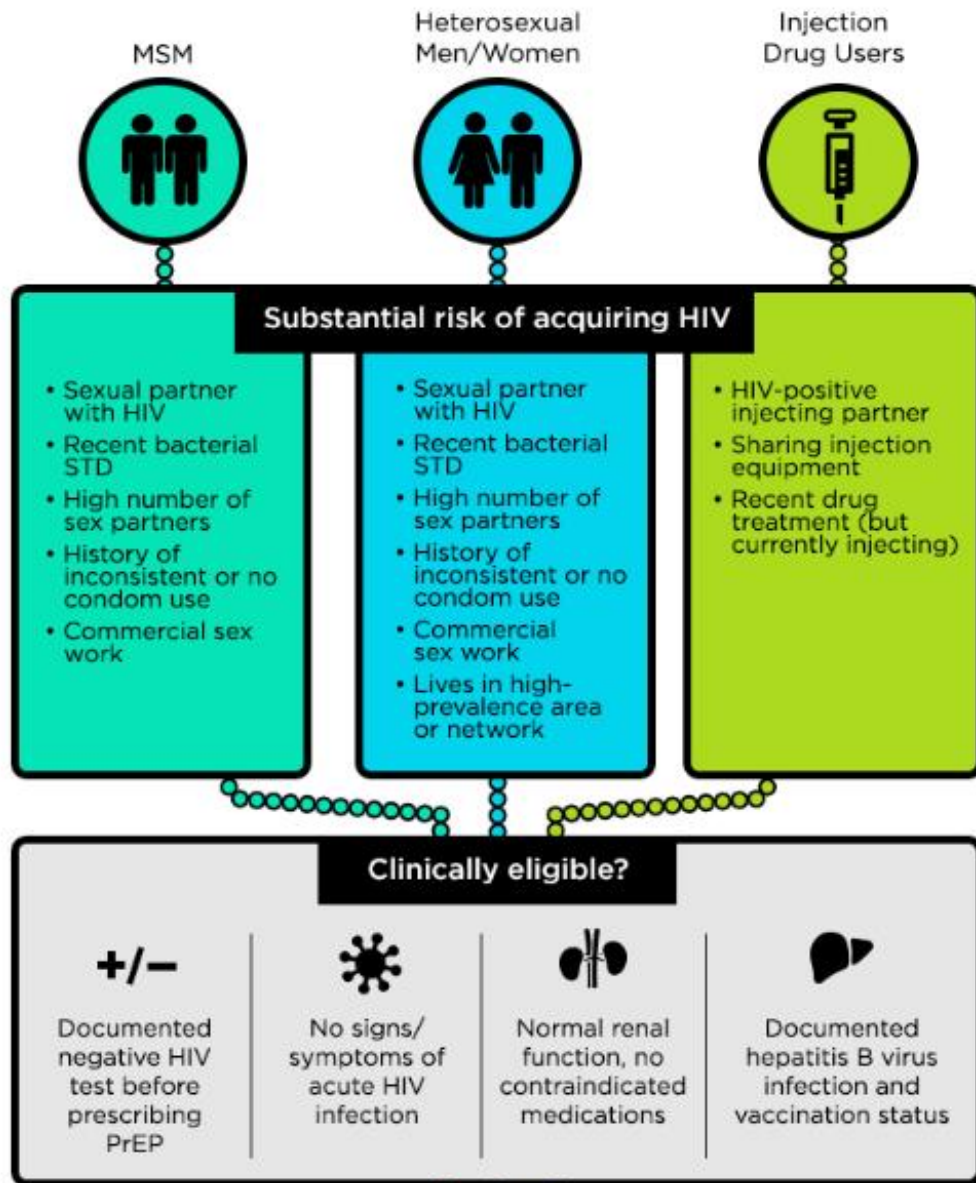 MSM
Heterosexual
Men/Women
Injection
Drug Users
Substantial risk of acquiring HIV
• Sexual partner
with HIV
• Recent bacterial
STD
• High number of
sex partners
• History of
inconsistent or no
condom use
• Commercial sex
work
• Sexual partner
with HIV
• Recent bacterial
STD
• High number of
sex partners
• History of
inconsistent or no
condom use
• Commercial
sex work
• Lives in high-
prevalence area
or network
• HIV-positive
injecting partner
• Sharing injection
equipment
• Recent drug
treatment (but
currently injecting)
Clinically eligible?
+/−
Documented
negative HIV
test before
prescribing
PrEP
No signs/
symptoms of
acute HIV
infection
Normal renal
function, no
contraindicated
medications
Documented
hepatitis B virus
infection and
vaccination status